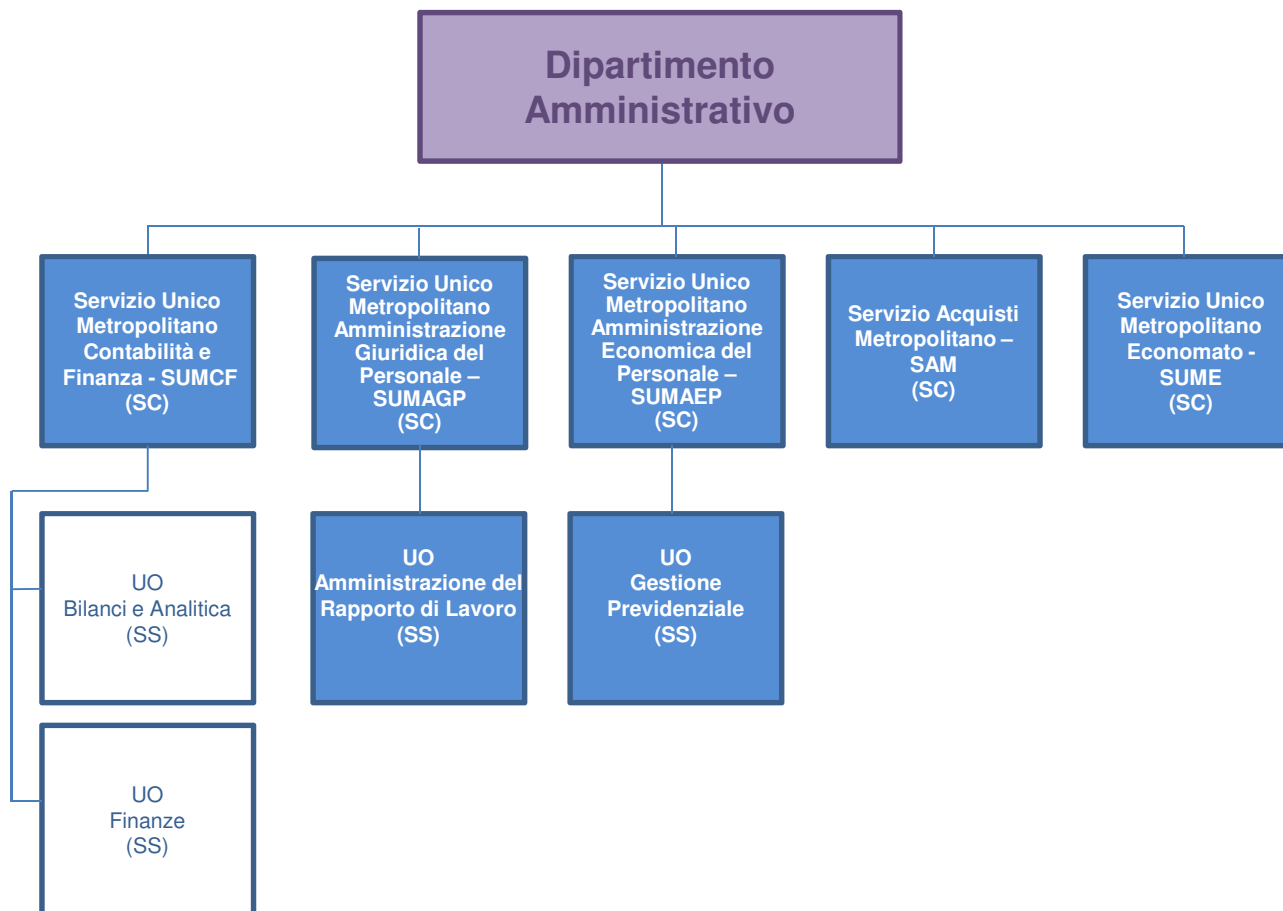 Dipartimento
Amministrativo
Servizio Unico
Metropolitano
Contabilità e
Finanza - SUMCF
(SC)
Servizio Unico
Metropolitano
Amministrazione
Giuridica del
Personale –
SUMAGP
(SC)
Servizio Unico
Metropolitano
Amministrazione
Economica del
Personale –
SUMAEP
(SC)
Servizio Acquisti
Metropolitano –
SAM
(SC)
Servizio Unico
Metropolitano
Economato -
SUME
(SC)
UO
Bilanci e Analitica
(SS)
UO
Amministrazione del
Rapporto di Lavoro
(SS)
UO
Gestione
Previdenziale
(SS)
UO
Finanze
(SS)